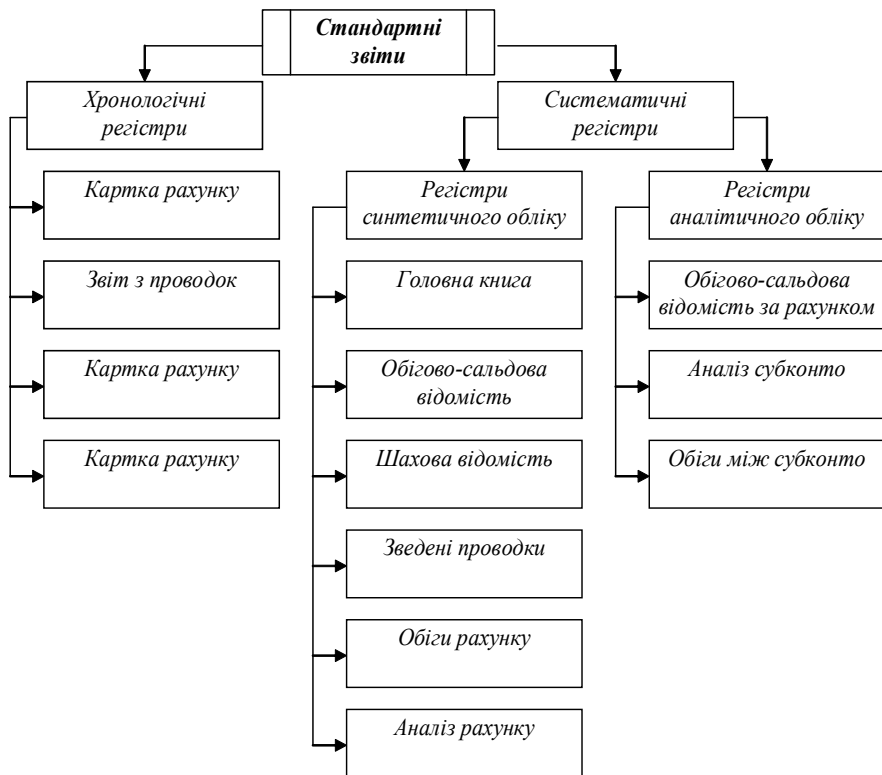 Стандартні
звіти
Хронологічні
регістри
Систематичні
регістри
Картка рахунку
Звіт з проводок
Картка рахунку
Картка рахунку
Регістри
синтетичного обліку
Головна книга
Обігово-сальдова
відомість
Шахова відомість
Зведені проводки
Обіги рахунку
Аналіз рахунку
Регістри
аналітичного обліку
Обігово-сальдова
відомість за рахунком
Аналіз субконто
Обіги між субконто